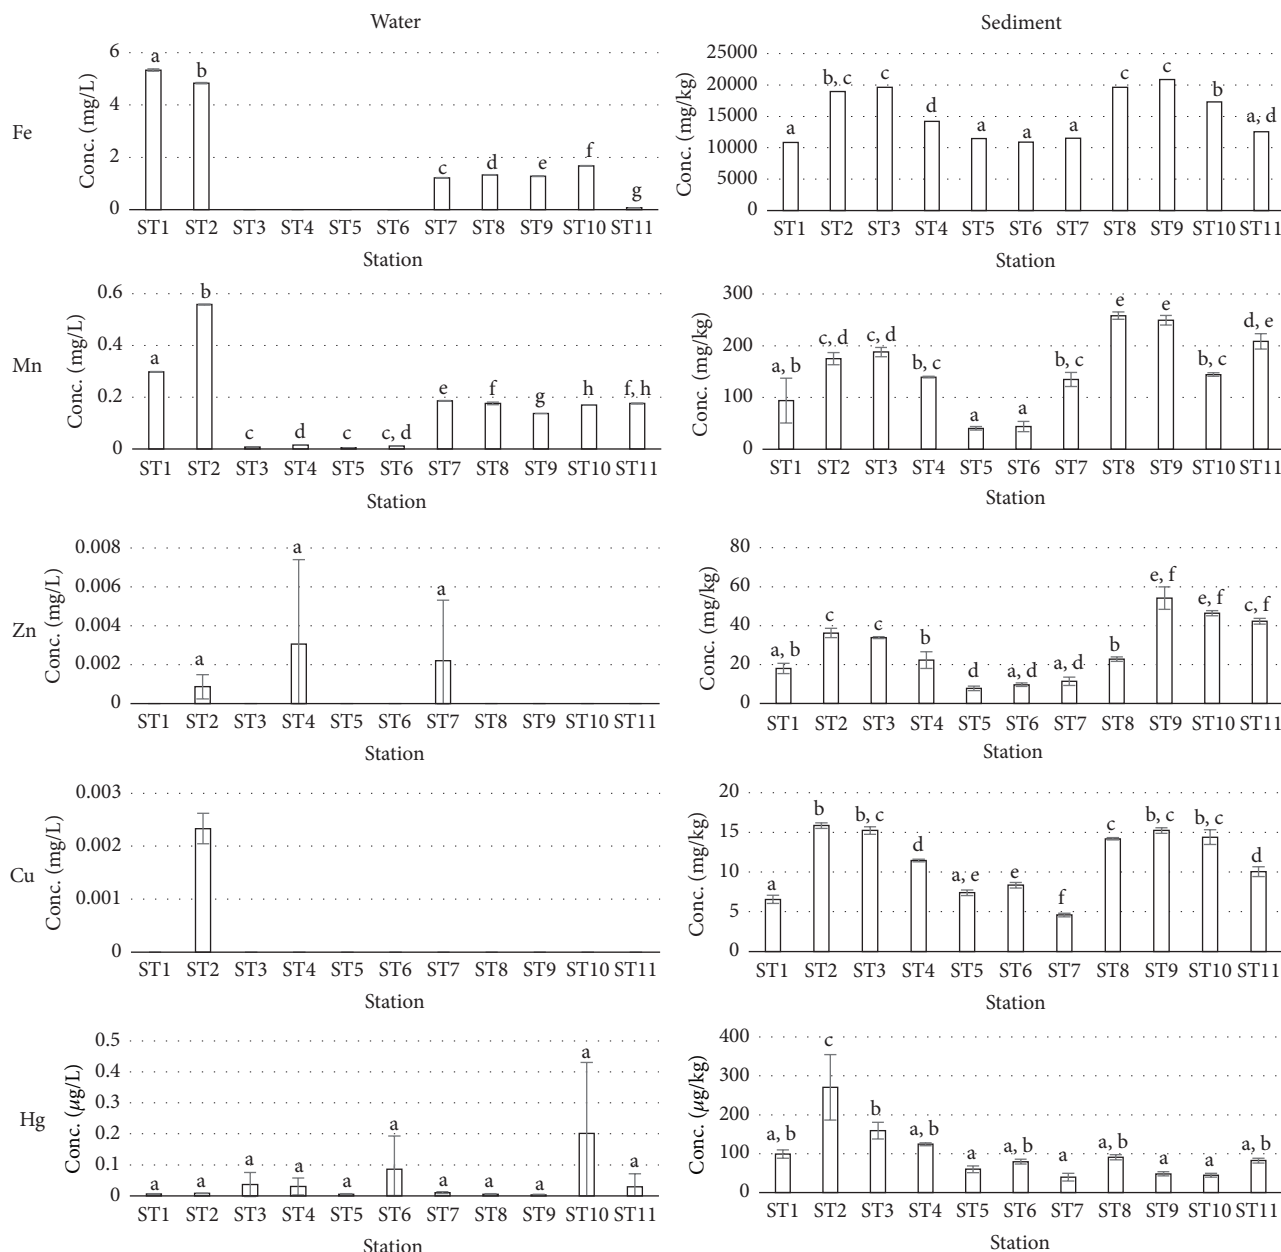 Water
Sediment
Fe
Conc. (mg/L)
6
4
2
0
a
b
c
d
e
f
g
ST1 ST2 ST3 ST4 ST5 ST6 ST7 ST8 ST9 ST10 ST11
Station
Conc. (mg/kg)
25000
20000
15000
10000
5000
0
a
b, c
c
d
a
a
a
c
c
b
a, d
ST1 ST2 ST3 ST4 ST5 ST6 ST7 ST8 ST9 ST10 ST11
Station
Mn
Conc. (mg/L)
0.6
0.4
0.2
0
a
b
c
d
c
c, d
e
f
g
h
f, h
ST1 ST2 ST3 ST4 ST5 ST6 ST7 ST8 ST9 ST10 ST11
Station
Conc. (mg/kg)
300
200
100
0
a, b
c, d
c, d
b, c
a
a
b, c
e
e
b, c
d, e
ST1 ST2 ST3 ST4 ST5 ST6 ST7 ST8 ST9 ST10 ST11
Station
Zn
Conc. (mg/L)
0.008
0.006
0.004
0.002
0
a
a
a
ST1 ST2 ST3 ST4 ST5 ST6 ST7 ST8 ST9 ST10 ST11
Station
Conc. (mg/kg)
80
60
40
20
0
a, b
c
c
b
d
a, d
a, d
b
e, f
e, f
c, f
ST1 ST2 ST3 ST4 ST5 ST6 ST7 ST8 ST9 ST10 ST11
Station
Cu
Conc. (mg/L)
0.003
0.002
0.001
0
ST1 ST2 ST3 ST4 ST5 ST6 ST7 ST8 ST9 ST10 ST11
Station
Conc. (mg/kg)
20
15
10
5
0
a
b
b, c
d
a, e
e
f
c
b, c
b, c
d
ST1 ST2 ST3 ST4 ST5 ST6 ST7 ST8 ST9 ST10 ST11
Station
Hg
Conc. (μg/L)
0.5
0.4
0.3
0.2
0.1
0
a
a
a
a
a
a
a
a
a
a
a
ST1 ST2 ST3 ST4 ST5 ST6 ST7 ST8 ST9 ST10 ST11
Station
Conc. (μg/kg)
400
300
200
100
0
a, b
c
b
a, b
a
a, b
a
a, b
a
a
a, b
ST1 ST2 ST3 ST4 ST5 ST6 ST7 ST8 ST9 ST10 ST11
Station